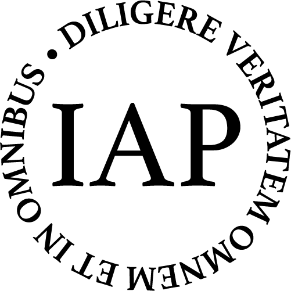 DILIGERE VERITATEM OMNEM ET IN OMNIBUS •
IAP